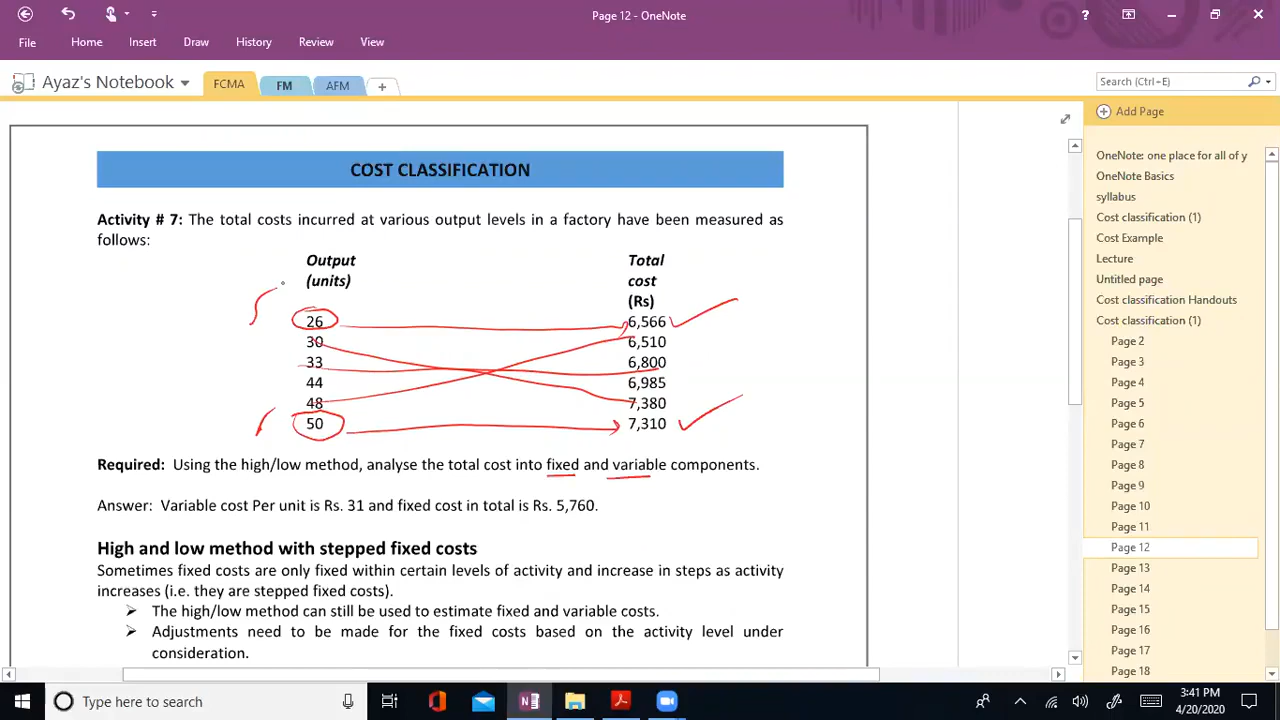 Page 12 - OneNote
?
File Home Insert Draw History Review View
Ayaz's Notebook FCMA FM AFM +
Search (Ctrl+E)
Add Page
COST CLASSIFICATION
Activity # 7: The total costs incurred at various output levels in a factory have been measured as
follows:
Output Total
(units) cost
(Rs)
26 6,566
30 6,510
33 6,800
44 6,985
48 7,380
50 7,310
Required: Using the high/low method, analyse the total cost into fixed and variable components.
Answer: Variable cost Per unit is Rs. 31 and fixed cost in total is Rs. 5,760.
High and low method with stepped fixed costs
Sometimes fixed costs are only fixed within certain levels of activity and increase in steps as activity
increases (i.e. they are stepped fixed costs).
The high/low method can still be used to estimate fixed and variable costs.
Adjustments need to be made for the fixed costs based on the activity level under
consideration.
OneNote: one place for all of y
OneNote Basics
syllabus
Cost classification (1)
Cost Example
Lecture
Untitled page
Cost classification Handouts
Cost classification (1)
Page 2
Page 3
Page 4
Page 5
Page 6
Page 7
Page 8
Page 9
Page 10
Page 11
Page 12
Page 13
Page 14
Page 15
Page 16
Page 17
Page 18
Type here to search
3:41 PM
4/20/2020